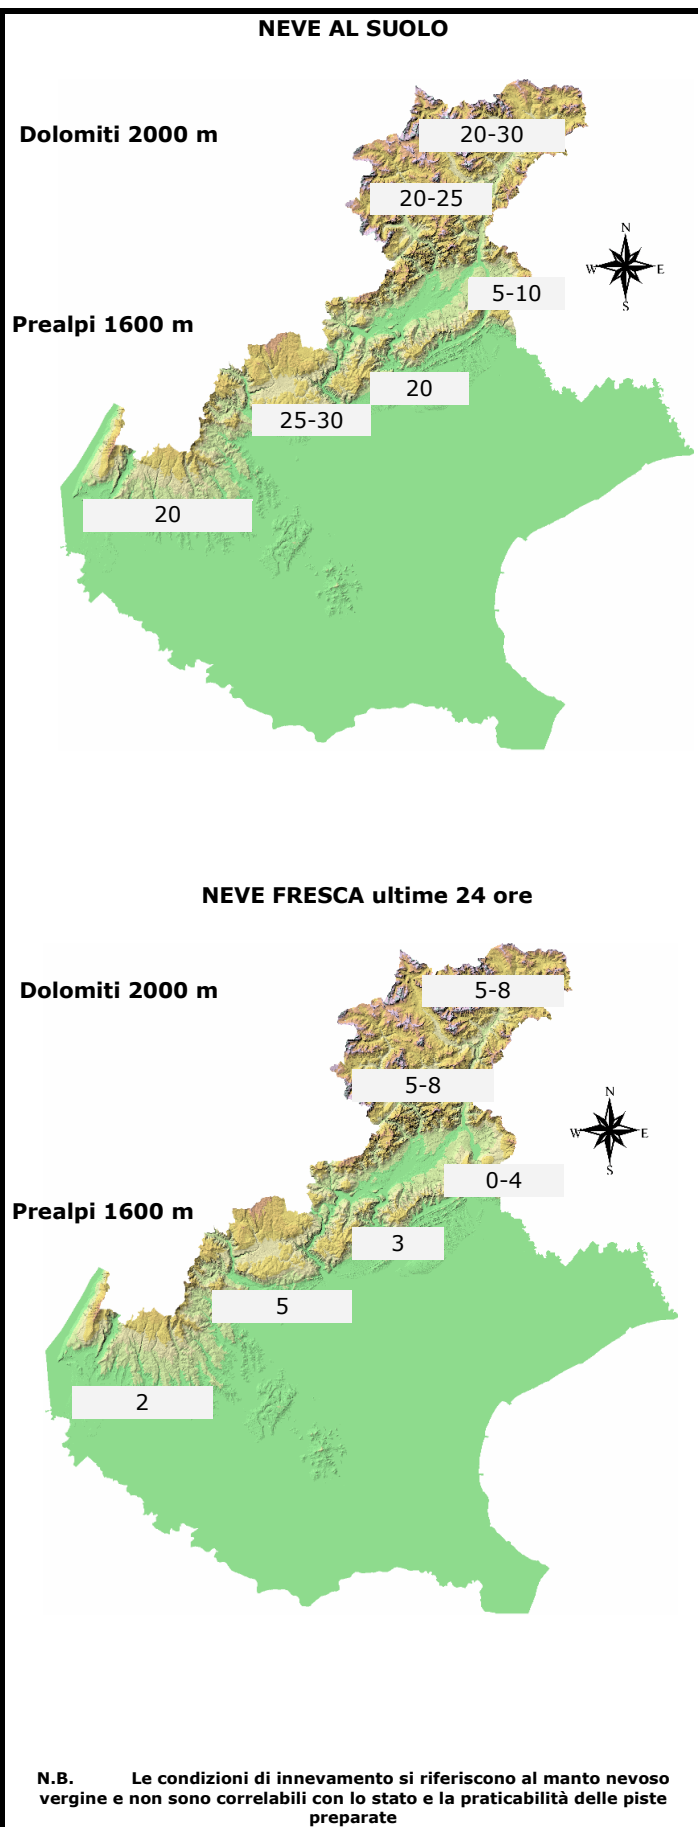 NEVE AL SUOLO
Dolomiti 2000 m
20-30
20-25
N
W E
S
5-10
Prealpi 1600 m
20
25-30
20
NEVE FRESCA ultime 24 ore
Dolomiti 2000 m
5-8
5-8
N
W E
S
0-4
Prealpi 1600 m
3
5
2
N.B. Le condizioni di innevamento si riferiscono al manto nevoso
vergine e non sono correlabili con lo stato e la praticabilità delle piste
preparate